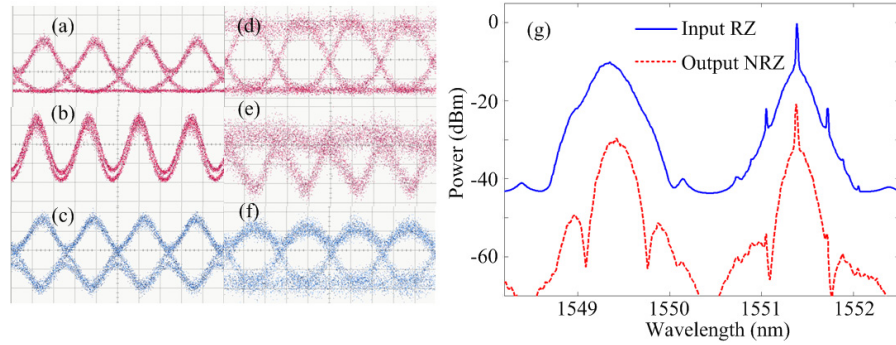 (a)
(b)
(c)
(d)
(e)
(f)
(g)
Input RZ
Output NRZ
Power (dBm)
0
-20
-40
-60
1549 1550 1551 1552
Wavelength (nm)